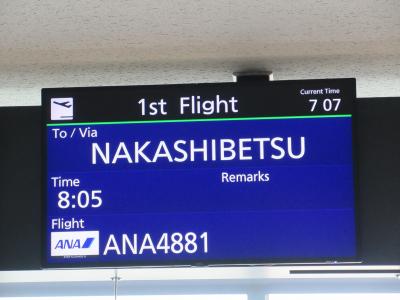 1st Flight
Current Time
7 07
To / Via
NAKASHIBETSU
Time
Remarks
8:05
Flight
ANA
ANA4881